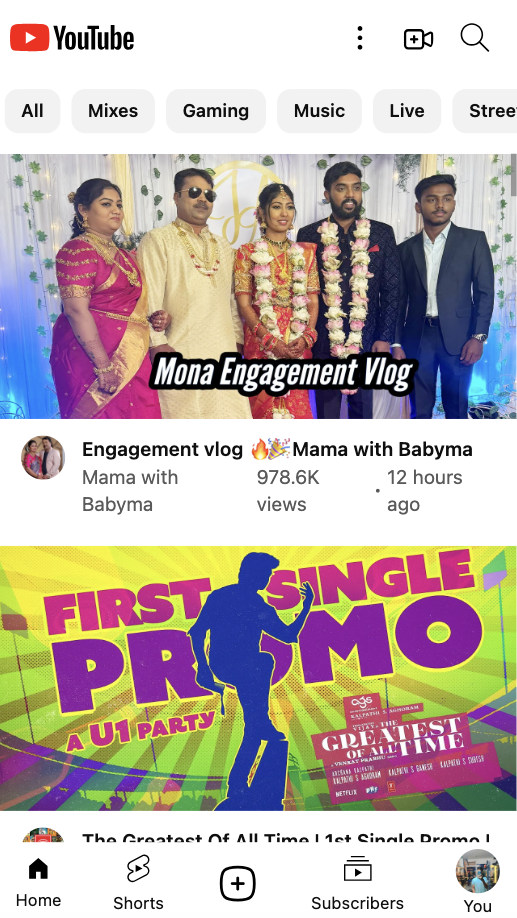 YouTube
All
Mixes
Gaming
Music
Live
Stree
Mona Engagement Vlog
Engagement vlog 🔥🎉Mama with Babyma
Mama with Babyma
978.6K views
· 12 hours ago
FIRST SINGLE
PROMO
A U1 PARTY
ags
KALPATHI S AGHORAM
THE
GREATEST
OF ALL TIME
A VENKAT PRABHU
ARCHANA KALPATHI
KALPATHI S AGHORAM KALPATHI S GANESH KALPATHI S SURESH
NETFLIX
The Greatest Of All Time | 1st Single Promo |
Home
Shorts
Subscribers
You